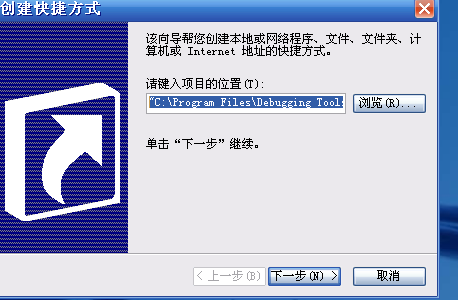 创建快捷方式
该向导帮您创建本地或网络程序、文件、文件夹、计
算机或 Internet 地址的快捷方式。
请键入项目的位置(T):
"C:\Program Files\Debugging Tools
浏览(R)...
单击“下一步”继续。
< 上一步(B)
下一步(N) >
取消